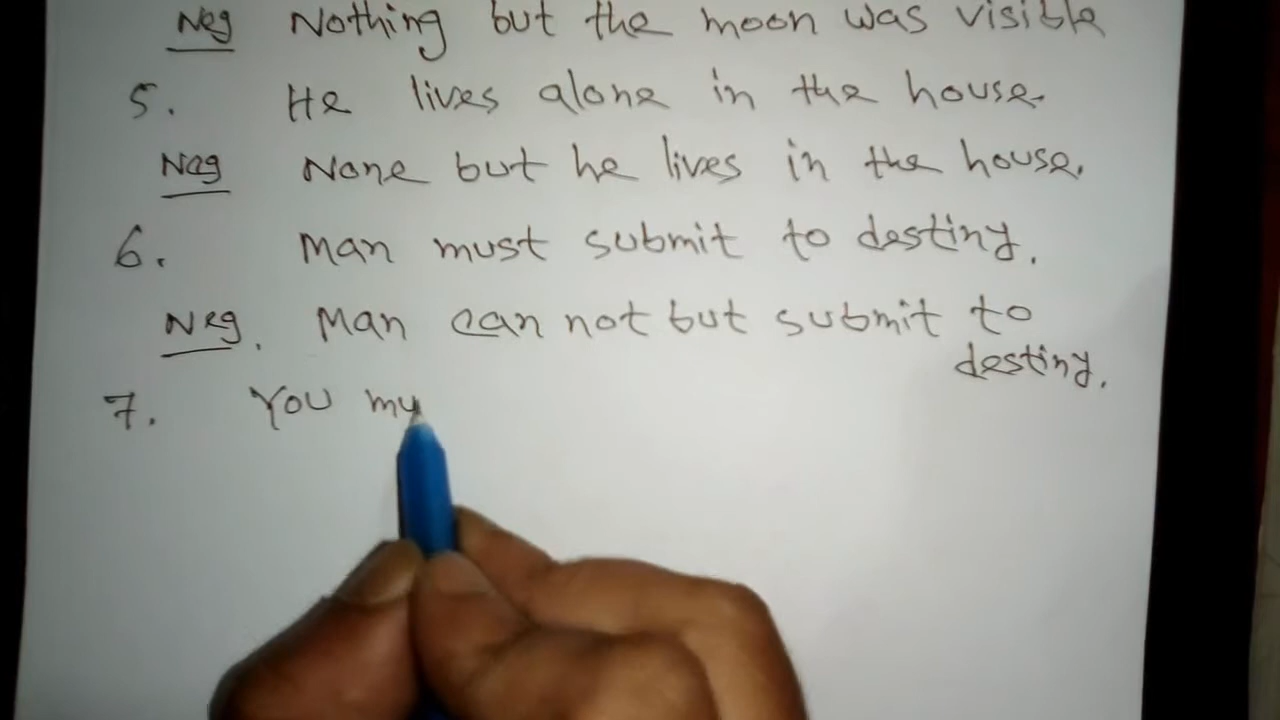 Neg Nothing but the moon was visible
5. He lives alone in the house.
Neg None but he lives in the house.
6. Man must submit to destiny.
Neg. Man can not but submit to
destiny.
7. You mu